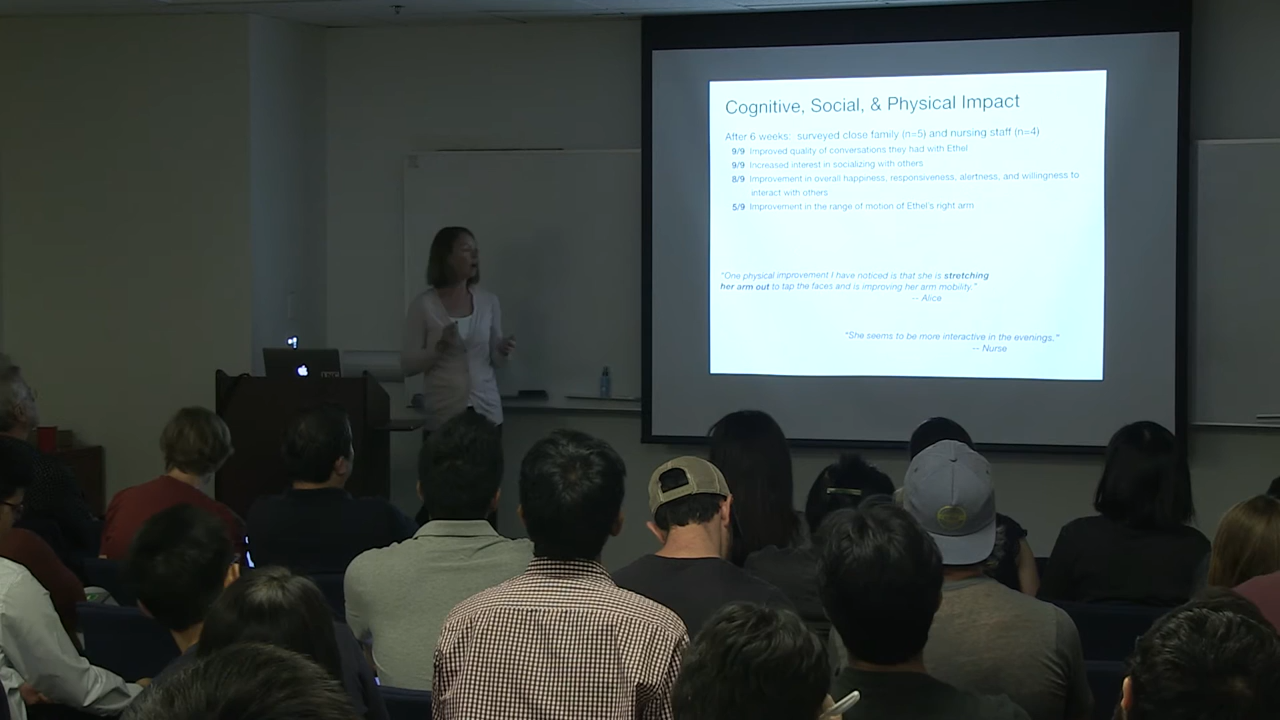 Cognitive, Social, & Physical Impact
After 6 weeks: surveyed close family (n=5) and nursing staff (n=4)
9/9 Improved quality of conversations they had with Ethel
9/9 Increased interest in socializing with others
8/9 Improvement in overall happiness, responsiveness, alertness, and willingness to
interact with others
5/9 Improvement in the range of motion of Ethel's right arm
"One physical improvement I have noticed is that she is stretching
her arm out to tap the faces and is improving her arm mobility."
-- Alice
"She seems to be more interactive in the evenings."
-- Nurse